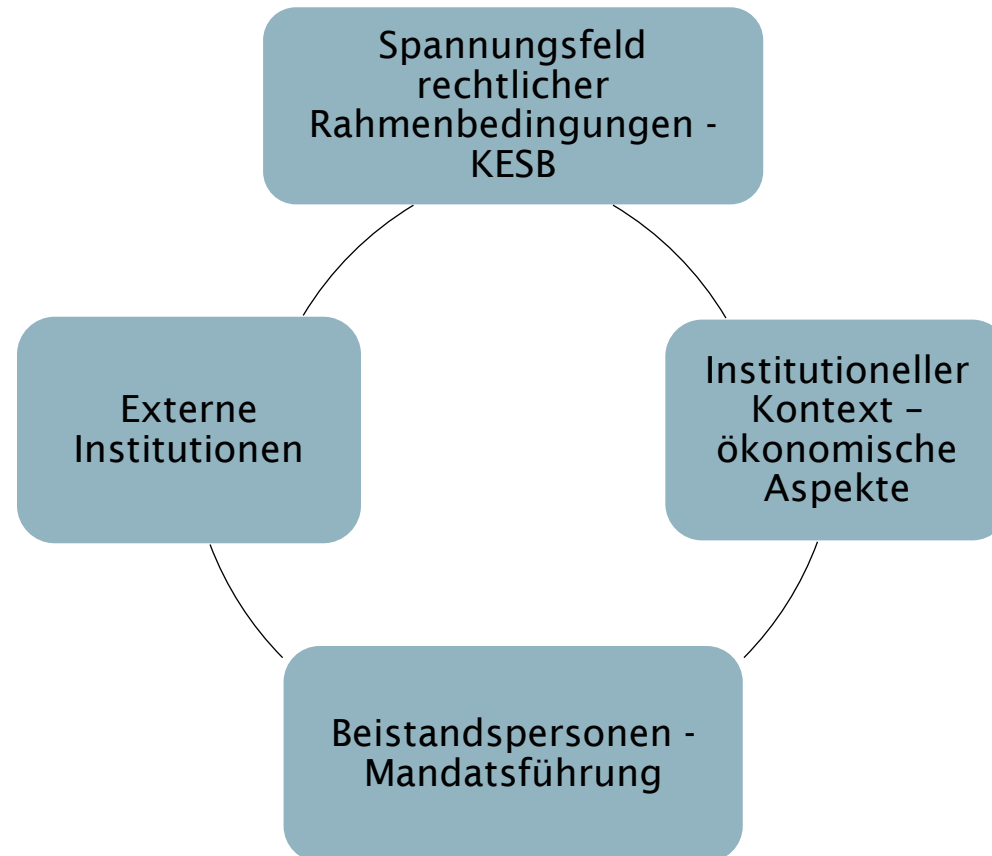 Spannungsfeld
rechtlicher
Rahmenbedingungen -
KESB
Externe
Institutionen
Institutioneller
Kontext –
ökonomische
Aspekte
Beistandspersonen -
Mandatsführung